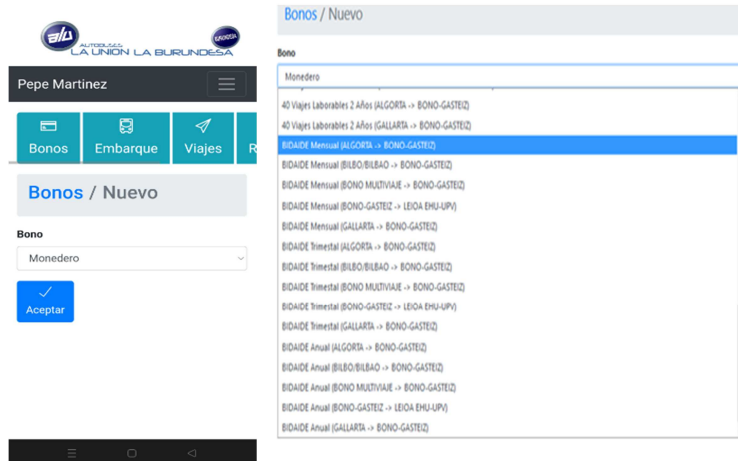 alu
BURUNDESA
AUTOBUSES
LA UNION LA BURUNDESA
Pepe Martinez
Bonos
Embarque
Viajes
R
Bonos / Nuevo
Bono
Monedero
Aceptar
Bonos / Nuevo
Bono
Monedero
40 Viajes Laborables 2 Años (ALGORTA -> BONO-GASTEIZ)
40 Viajes Laborables 2 Años (GALLARTA -> BONO-GASTEIZ)
BIDAIDE Mensual (ALGORTA -> BONO-GASTEIZ)
BIDAIDE Mensual (BILBO/BILBAO -> BONO-GASTEIZ)
BIDAIDE Mensual (BONO MULTIVIAJE -> BONO-GASTEIZ)
BIDAIDE Mensual (BONO-GASTEIZ -> LEIOA EHU-UPV)
BIDAIDE Mensual (GALLARTA -> BONO-GASTEIZ)
BIDAIDE Trimestal (ALGORTA -> BONO-GASTEIZ)
BIDAIDE Trimestal (BILBO/BILBAO -> BONO-GASTEIZ)
BIDAIDE Trimestal (BONO MULTIVIAJE -> BONO-GASTEIZ)
BIDAIDE Trimestal (BONO-GASTEIZ -> LEIOA EHU-UPV)
BIDAIDE Trimestal (GALLARTA -> BONO-GASTEIZ)
BIDAIDE Anual (ALGORTA -> BONO-GASTEIZ)
BIDAIDE Anual (BILBO/BILBAO -> BONO-GASTEIZ)
BIDAIDE Anual (BONO MULTIVIAJE -> BONO-GASTEIZ)
BIDAIDE Anual (BONO-GASTEIZ -> LEIOA EHU-UPV)
BIDAIDE Anual (GALLARTA -> BONO-GASTEIZ)